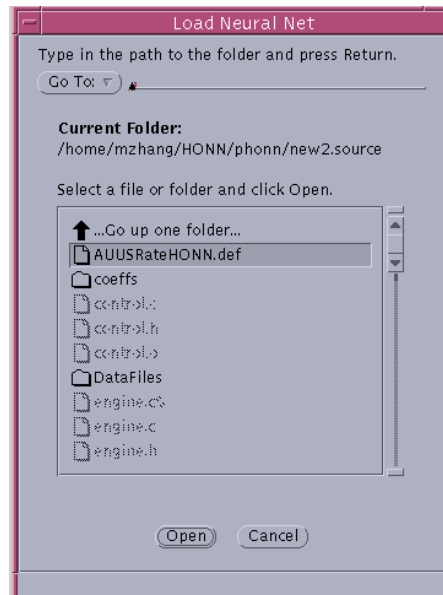 Load Neural Net
Type in the path to the folder and press Return.
Go To:
Current Folder:
/home/mzhang/HONN/phonn/new2.source
Select a file or folder and click Open.
...Go up one folder...
AUUSRateHONN.def
coeffs
control.c
control.h
control.o
DataFiles
engine.c%
engine.c
engine.h
Open
Cancel